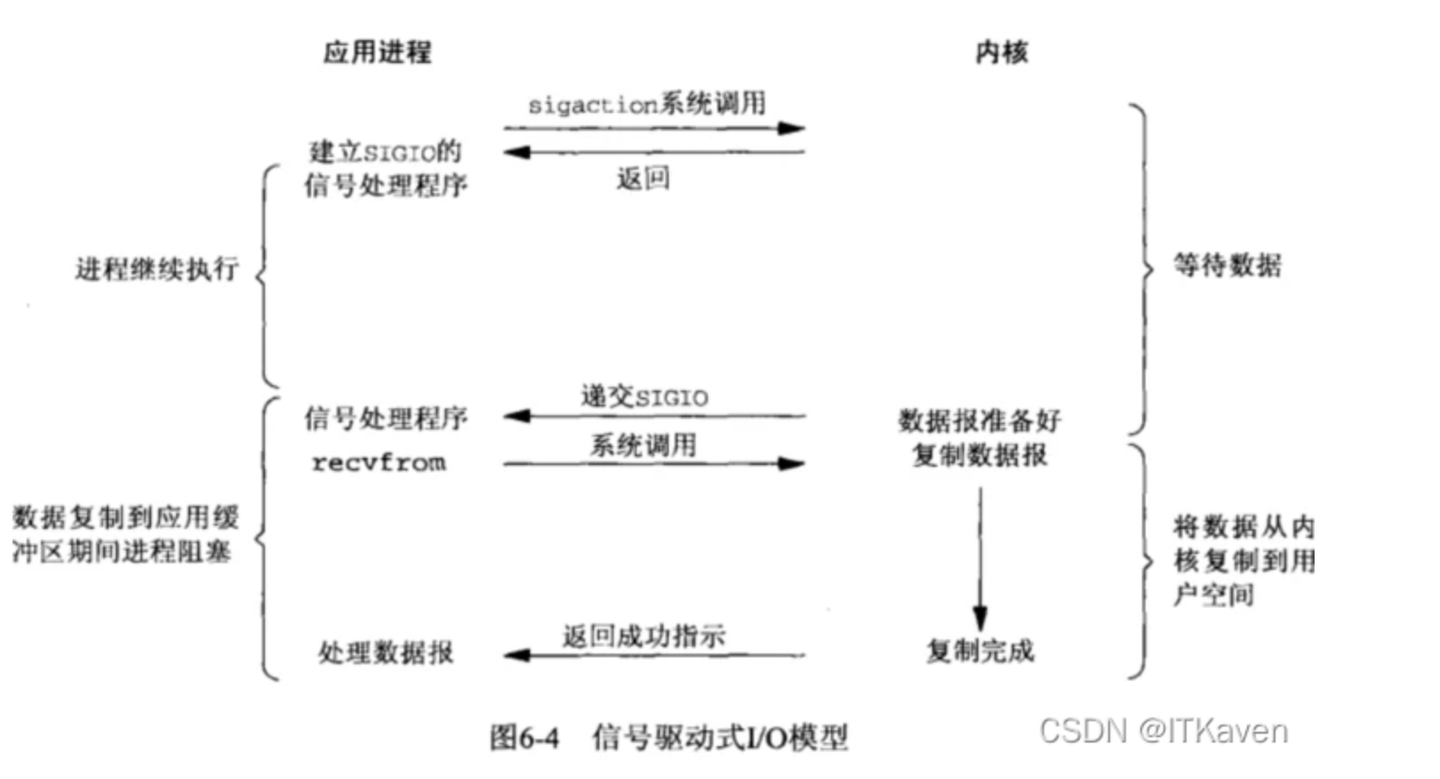 应用进程
内核
sigaction系统调用
建立SIGIO的
信号处理程序
返回
进程继续执行
等待数据
递交SIGIO
信号处理程序
数据报准备好
系统调用
recvfrom
复制数据报
数据复制到应用缓
冲区期间进程阻塞
将数据从内
核复制到用
户空间
返回成功指示
处理数据报
复制完成
图6-4 信号驱动式I/O模型
CSDN @ITKaven